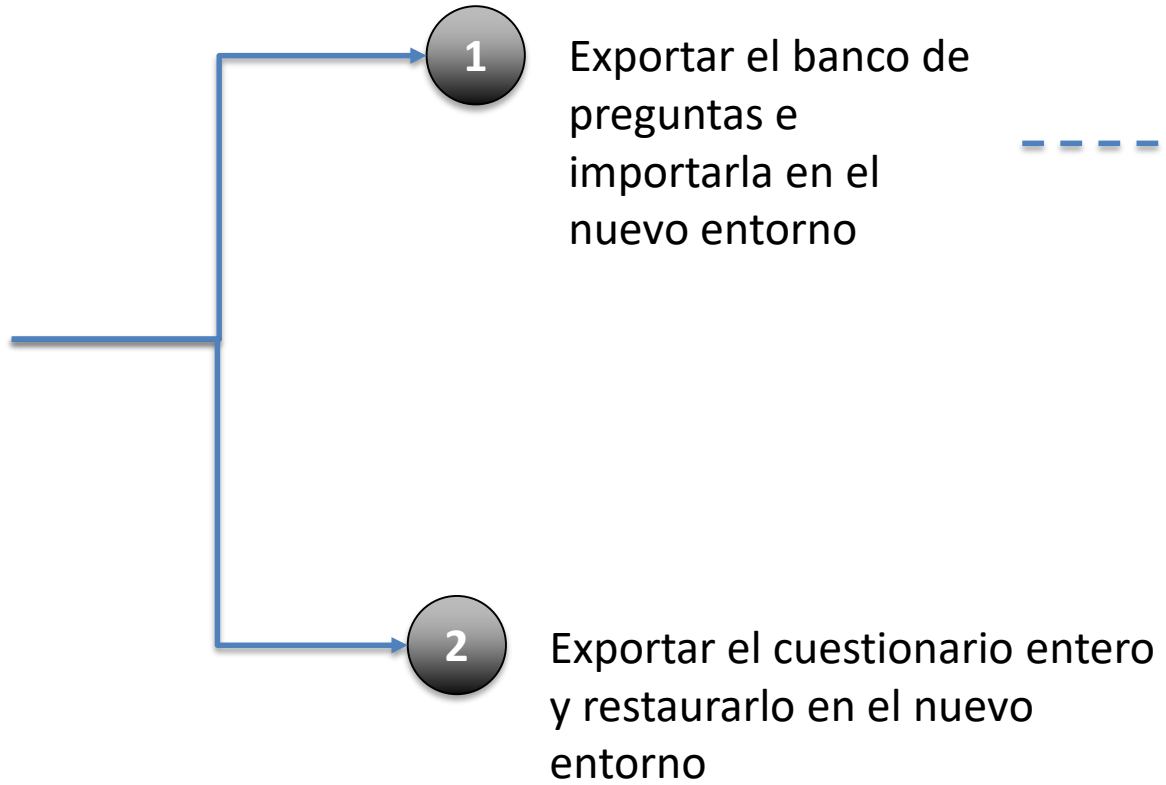 1
Exportar el banco de
preguntas e
importarla en el
nuevo entorno
2
Exportar el cuestionario entero
y restaurarlo en el nuevo
entorno